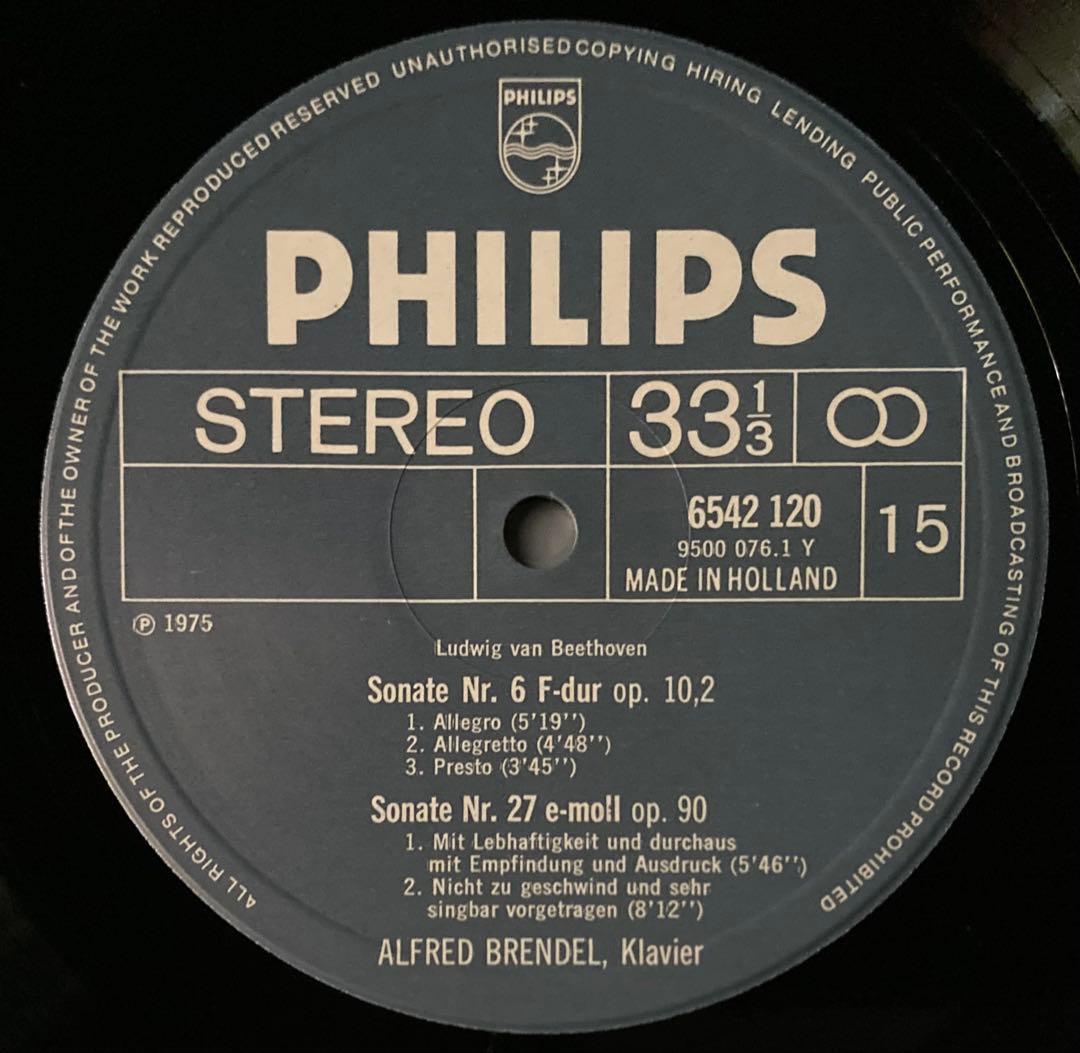 ALL RIGHTS OF THE PRODUCER AND OF THE OWNER OF THE WORK REPRODUCED RESERVED UNAUTHORISED COPYING HIRING LENDING PUBLIC PERFORMANCE AND BROADCASTING OF THIS RECORD PROHIBITED
PHILIPS
PHILIPS
STEREO 33 1/3
6542 120 15
9500 076.1 Y
MADE IN HOLLAND
℗ 1975
Ludwig van Beethoven
Sonate Nr. 6 F-dur op. 10,2
1. Allegro (5'19'')
2. Allegretto (4'48'')
3. Presto (3'45'')
Sonate Nr. 27 e-moll op. 90
1. Mit Lebhaftigkeit und durchaus
mit Empfindung und Ausdruck (5'46'')
2. Nicht zu geschwind und sehr
singbar vorgetragen (8'12'')
ALFRED BRENDEL, Klavier